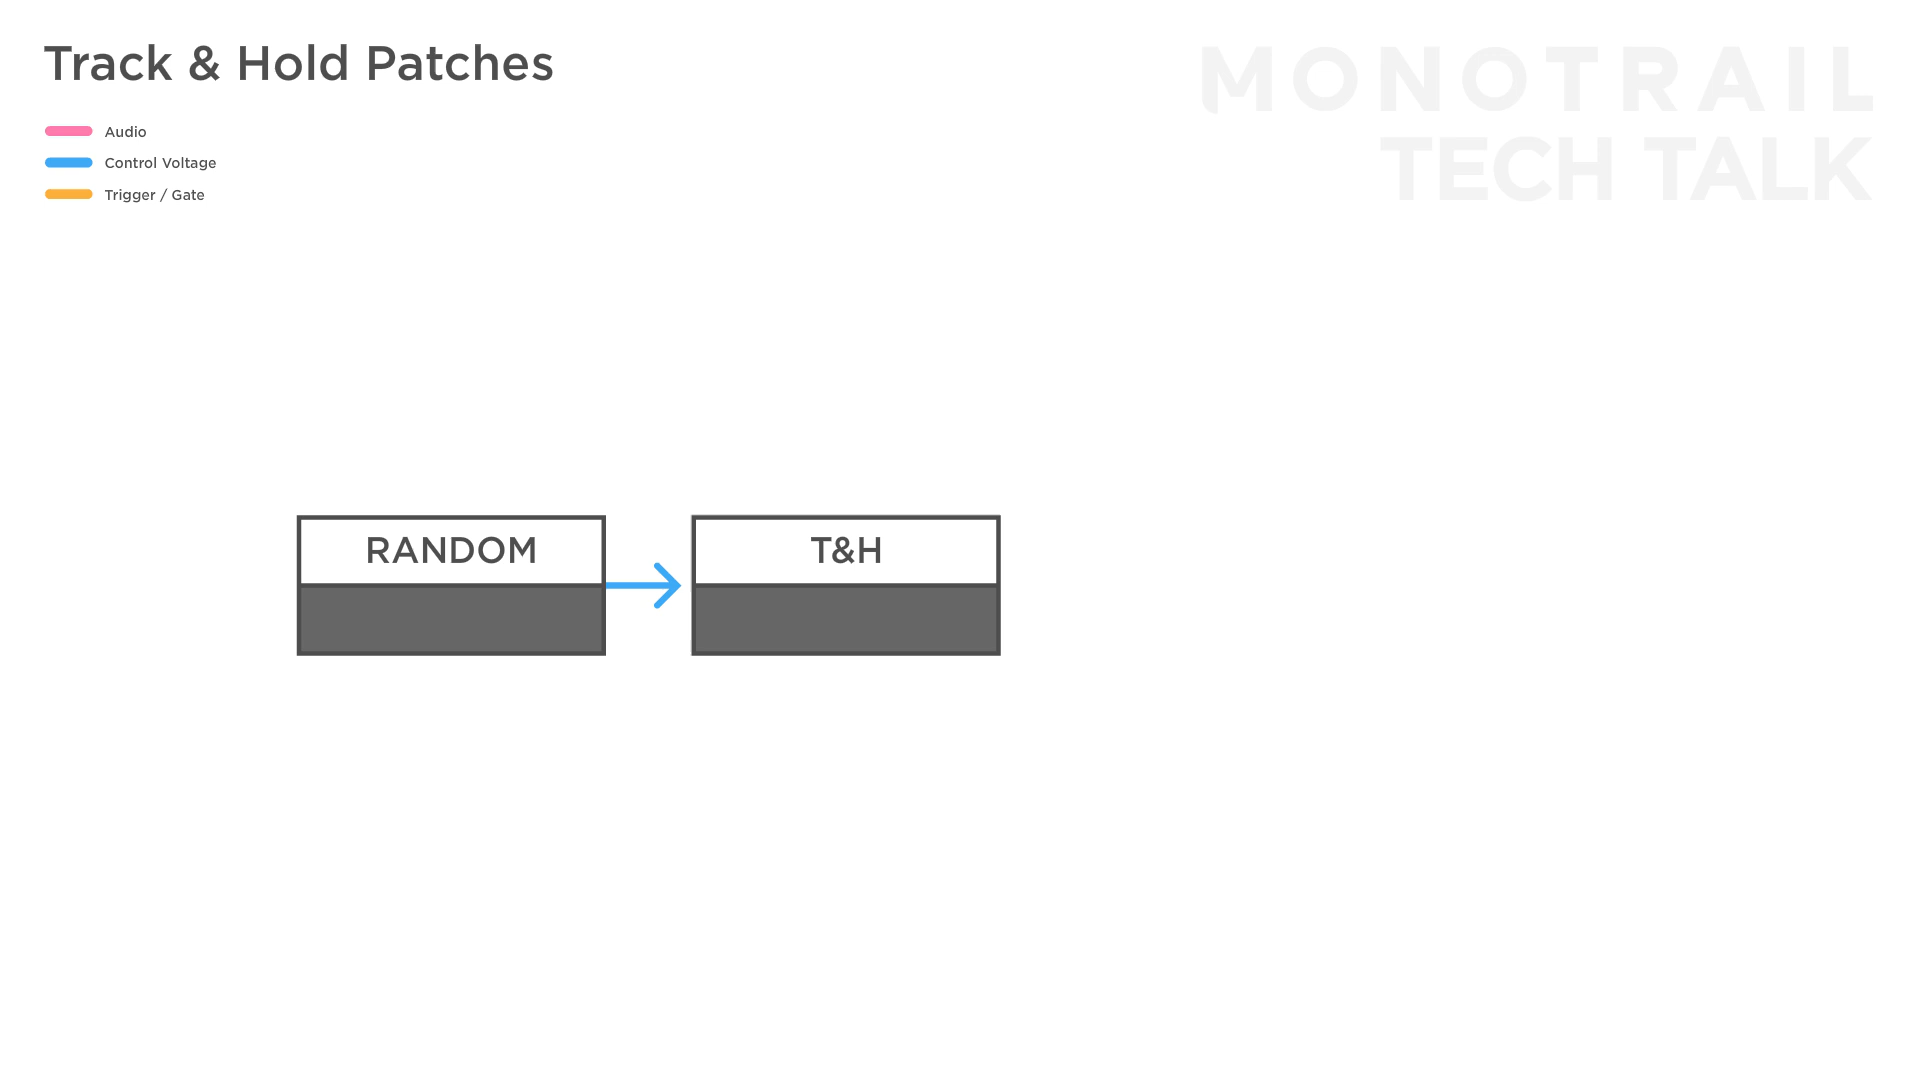 Track & Hold Patches
MONOTRAIL
TECH TALK
Audio
Control Voltage
Trigger / Gate
RANDOM
T&H